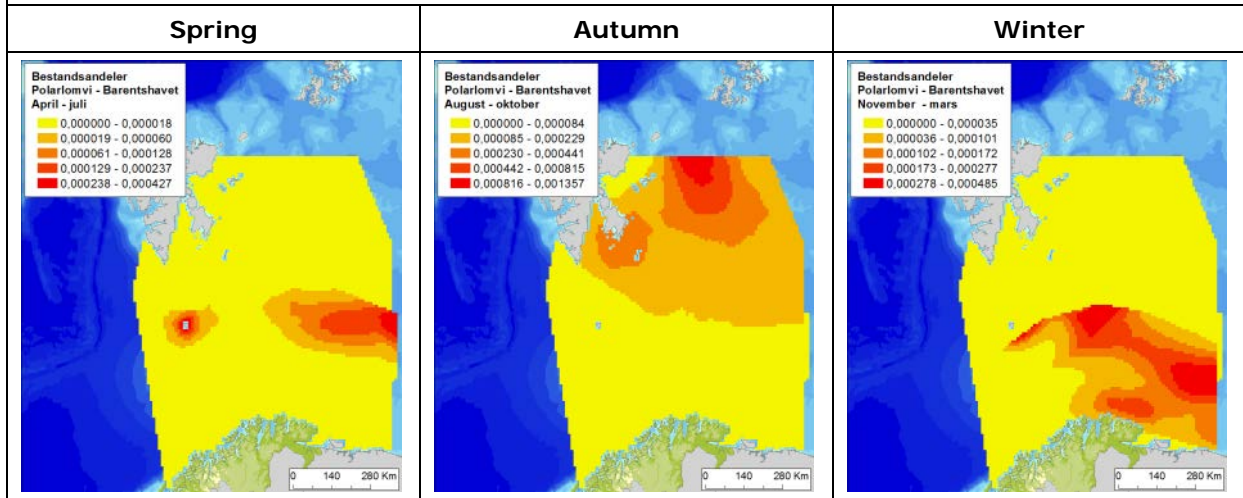 Spring
Autumn
Winter
Bestandsandeler
Polarlomvi - Barentshavet
April - juli
0,000000 - 0,000018
0,000019 - 0,000060
0,000061 - 0,000128
0,000129 - 0,000237
0,000238 - 0,000427
0 140 280 Km
Bestandsandeler
Polarlomvi - Barentshavet
August - oktober
0,000000 - 0,000084
0,000085 - 0,000229
0,000230 - 0,000441
0,000442 - 0,000815
0,000816 - 0,001357
0 140 280 Km
Bestandsandeler
Polarlomvi - Barentshavet
November - mars
0,000000 - 0,000035
0,000036 - 0,000101
0,000102 - 0,000172
0,000173 - 0,000277
0,000278 - 0,000485
0 140 280 Km